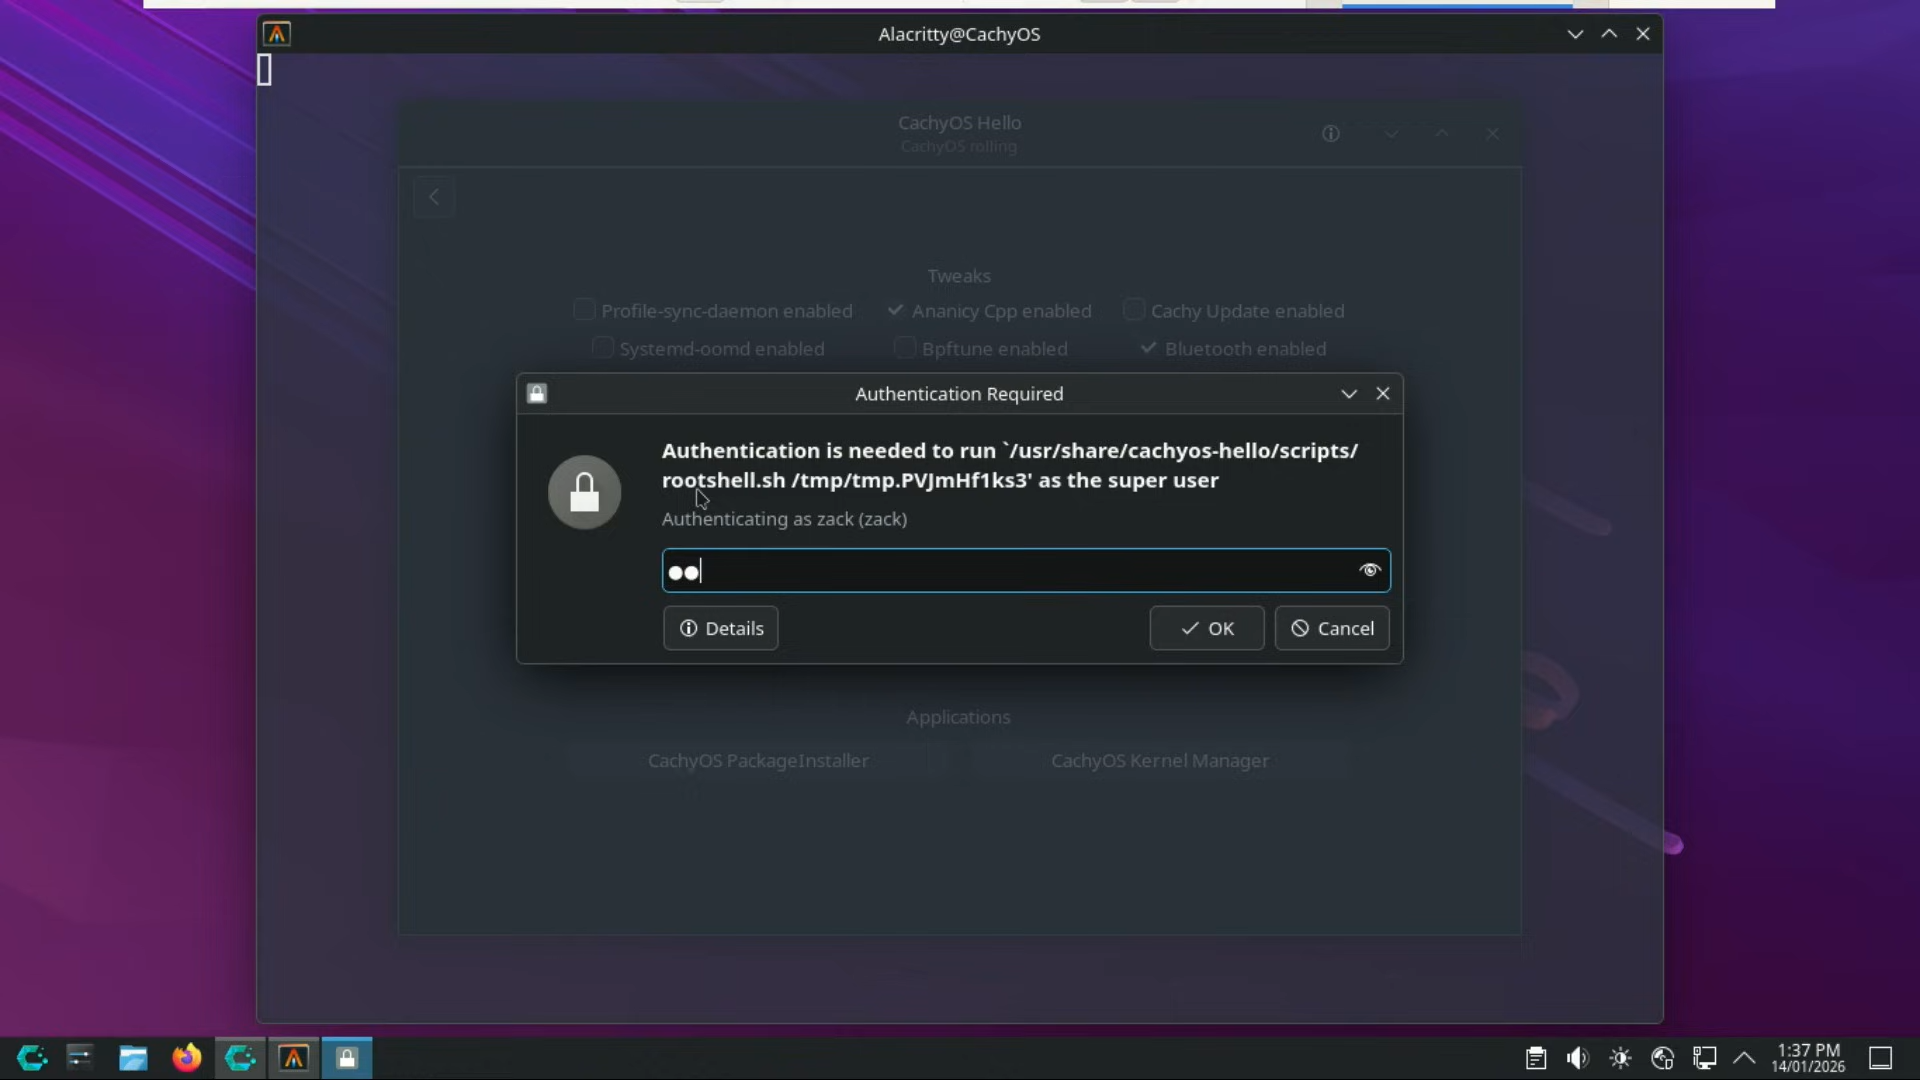 Alacritty@CachyOS
CachyOS Hello
CachyOS rolling
Tweaks
Profile-sync-daemon enabled Ananicy Cpp enabled Cachy Update enabled
Systemd-oomd enabled Bpftune enabled Bluetooth enabled
Authentication Required
Authentication is needed to run `/usr/share/cachyos-hello/scripts/
rootshell.sh /tmp/tmp.PVJmHf1ks3' as the super user
Authenticating as zack (zack)
Details OK Cancel
Applications
CachyOS PackageInstaller CachyOS Kernel Manager
1:37 PM
14/01/2026